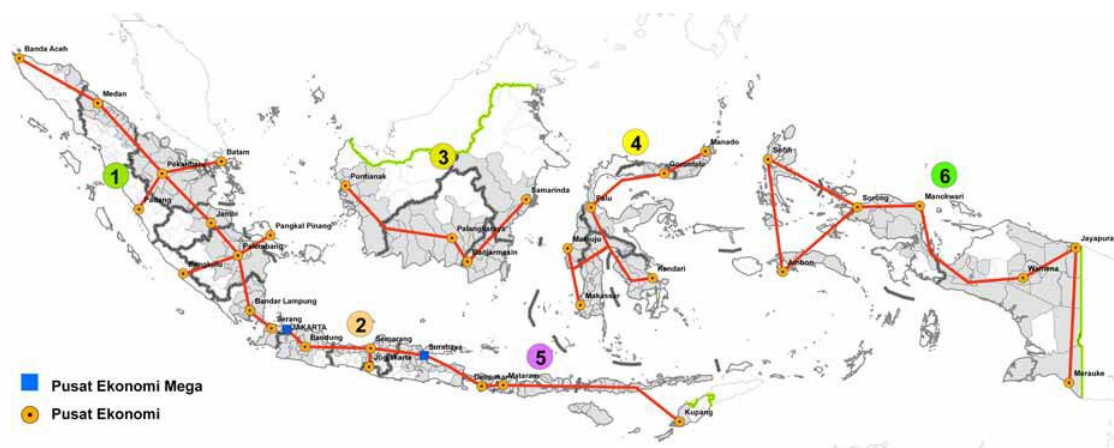 Banda Aceh
Medan
Pekanbaru
Batam
1
Padang
Jambi
Pangkal Pinang
Palembang
Bengkulu
Bandar Lampung
Serang
JAKARTA
Bandung
2
Semarang
Jogjakarta
Surabaya
Pontianak
3
Samarinda
Palangkaraya
Banjarmasin
4
Manado
Gorontalo
Palu
Mamuju
Kendari
Makassar
5
Denpasar
Mataram
Kupang
Sofifi
6
Sorong
Manokwari
Ambon
Jayapura
Wamena
Merauke
Pusat Ekonomi Mega
Pusat Ekonomi